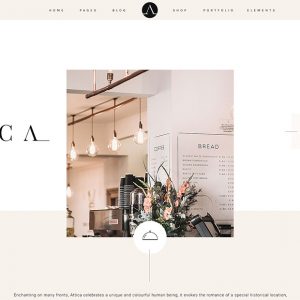 HOME PAGES BLOG A SHOP PORTFOLIO ELEMENTS
CA
COFFEE BREAD
Enchanting on many fronts, Attica celebrates a unique and colourful human being, it evokes the romance of a special historical location,